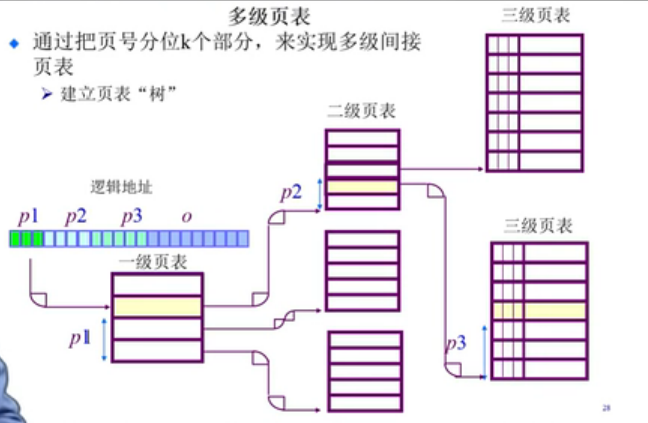 多级页表
通过把页号分位k个部分，来实现多级间接
页表
建立页表“树”
三级页表
二级页表
逻辑地址
p1 p2 p3 o
p2
三级页表
一级页表
p1
p3
28